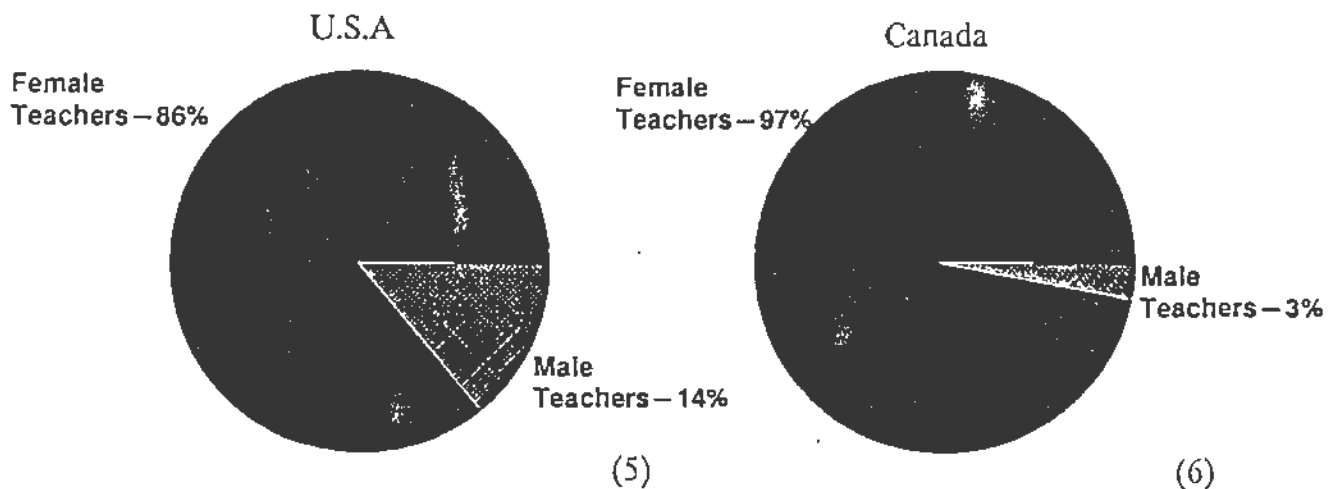 U.S.A
Female
Teachers—86%
Male
Teachers—14%
(5)
Canada
Female
Teachers—97%
Male
Teachers—3%
(6)